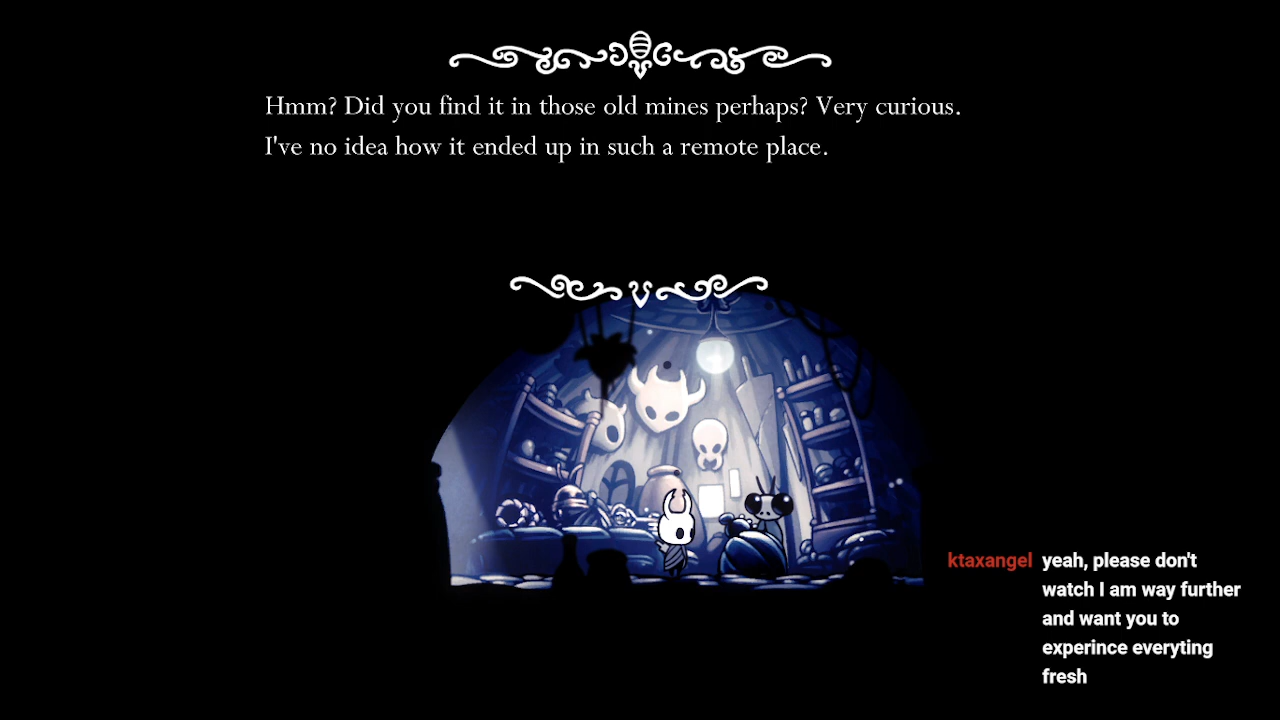 Hmm? Did you find it in those old mines perhaps? Very curious.
I've no idea how it ended up in such a remote place.
ktaxangel yeah, please don't
watch I am way further
and want you to
experince everyting
fresh